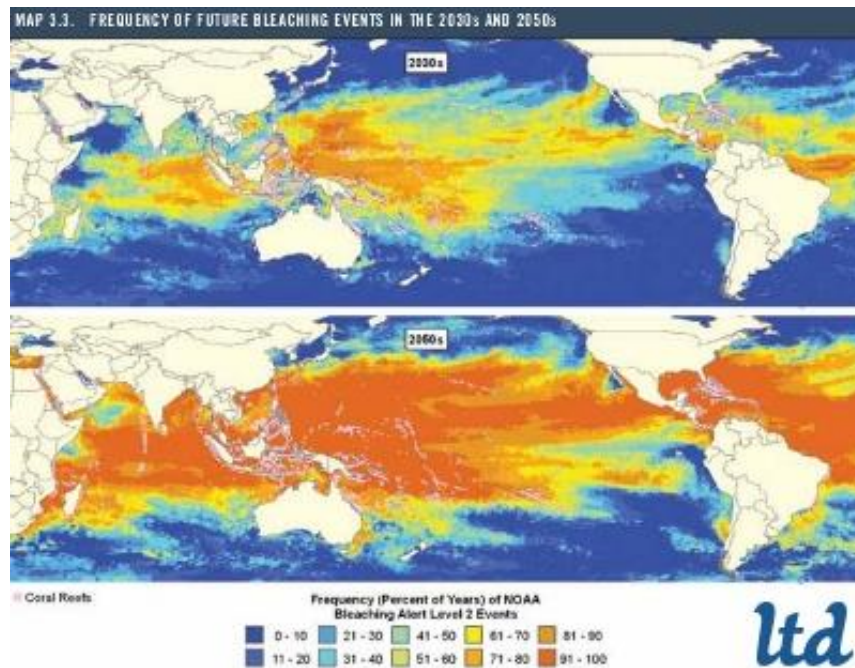 MAP 3.3. FREQUENCY OF FUTURE BLEACHING EVENTS IN THE 2030s AND 2050s
2030s
2050s
Coral Reefs
Frequency (Percent of Years) of NOAA
Bleaching Alert Level 2 Events
0 - 10 21 - 30 41 - 50 61 - 70 81 - 90
11 - 20 31 - 40 51 - 60 71 - 80 91 - 100
ltd